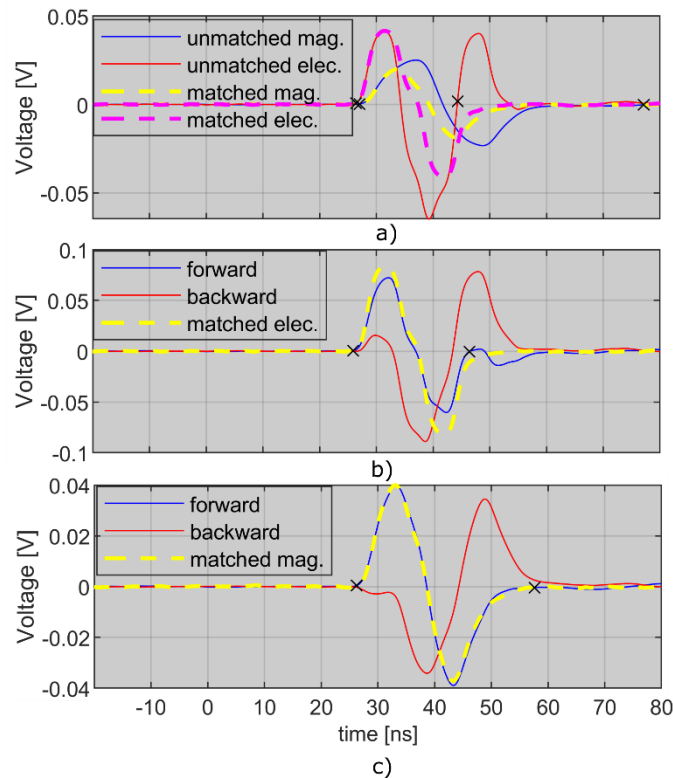 0.05
0
-0.05
Voltage [V]
unmatched mag.
unmatched elec.
matched mag.
matched elec.
a)
0.1
0.05
0
-0.05
-0.1
Voltage [V]
forward
backward
matched elec.
b)
0.04
0.02
0
-0.02
-0.04
Voltage [V]
forward
backward
matched mag.
-10 0 10 20 30 40 50 60 70 80
time [ns]
c)